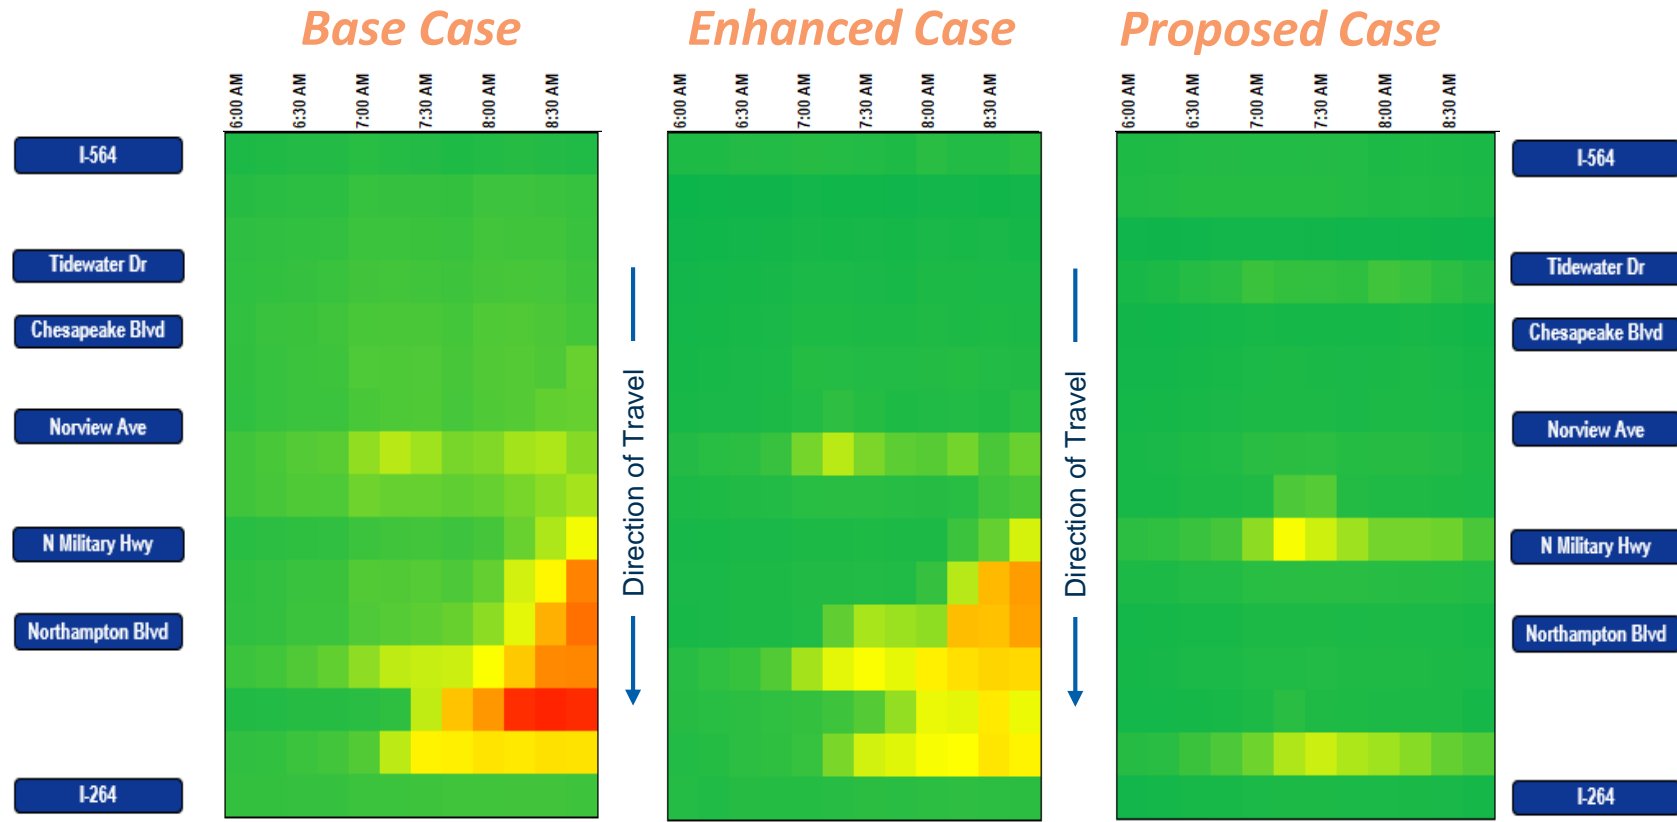 Base Case
Enhanced Case
Proposed Case
6:00 AM
6:30 AM
7:00 AM
7:30 AM
8:00 AM
8:30 AM
6:00 AM
6:30 AM
7:00 AM
7:30 AM
8:00 AM
8:30 AM
6:00 AM
6:30 AM
7:00 AM
7:30 AM
8:00 AM
8:30 AM
I-564
Tidewater Dr
Chesapeake Blvd
Norview Ave
N Military Hwy
Northampton Blvd
I-264
Direction of Travel
Direction of Travel
I-564
Tidewater Dr
Chesapeake Blvd
Norview Ave
N Military Hwy
Northampton Blvd
I-264